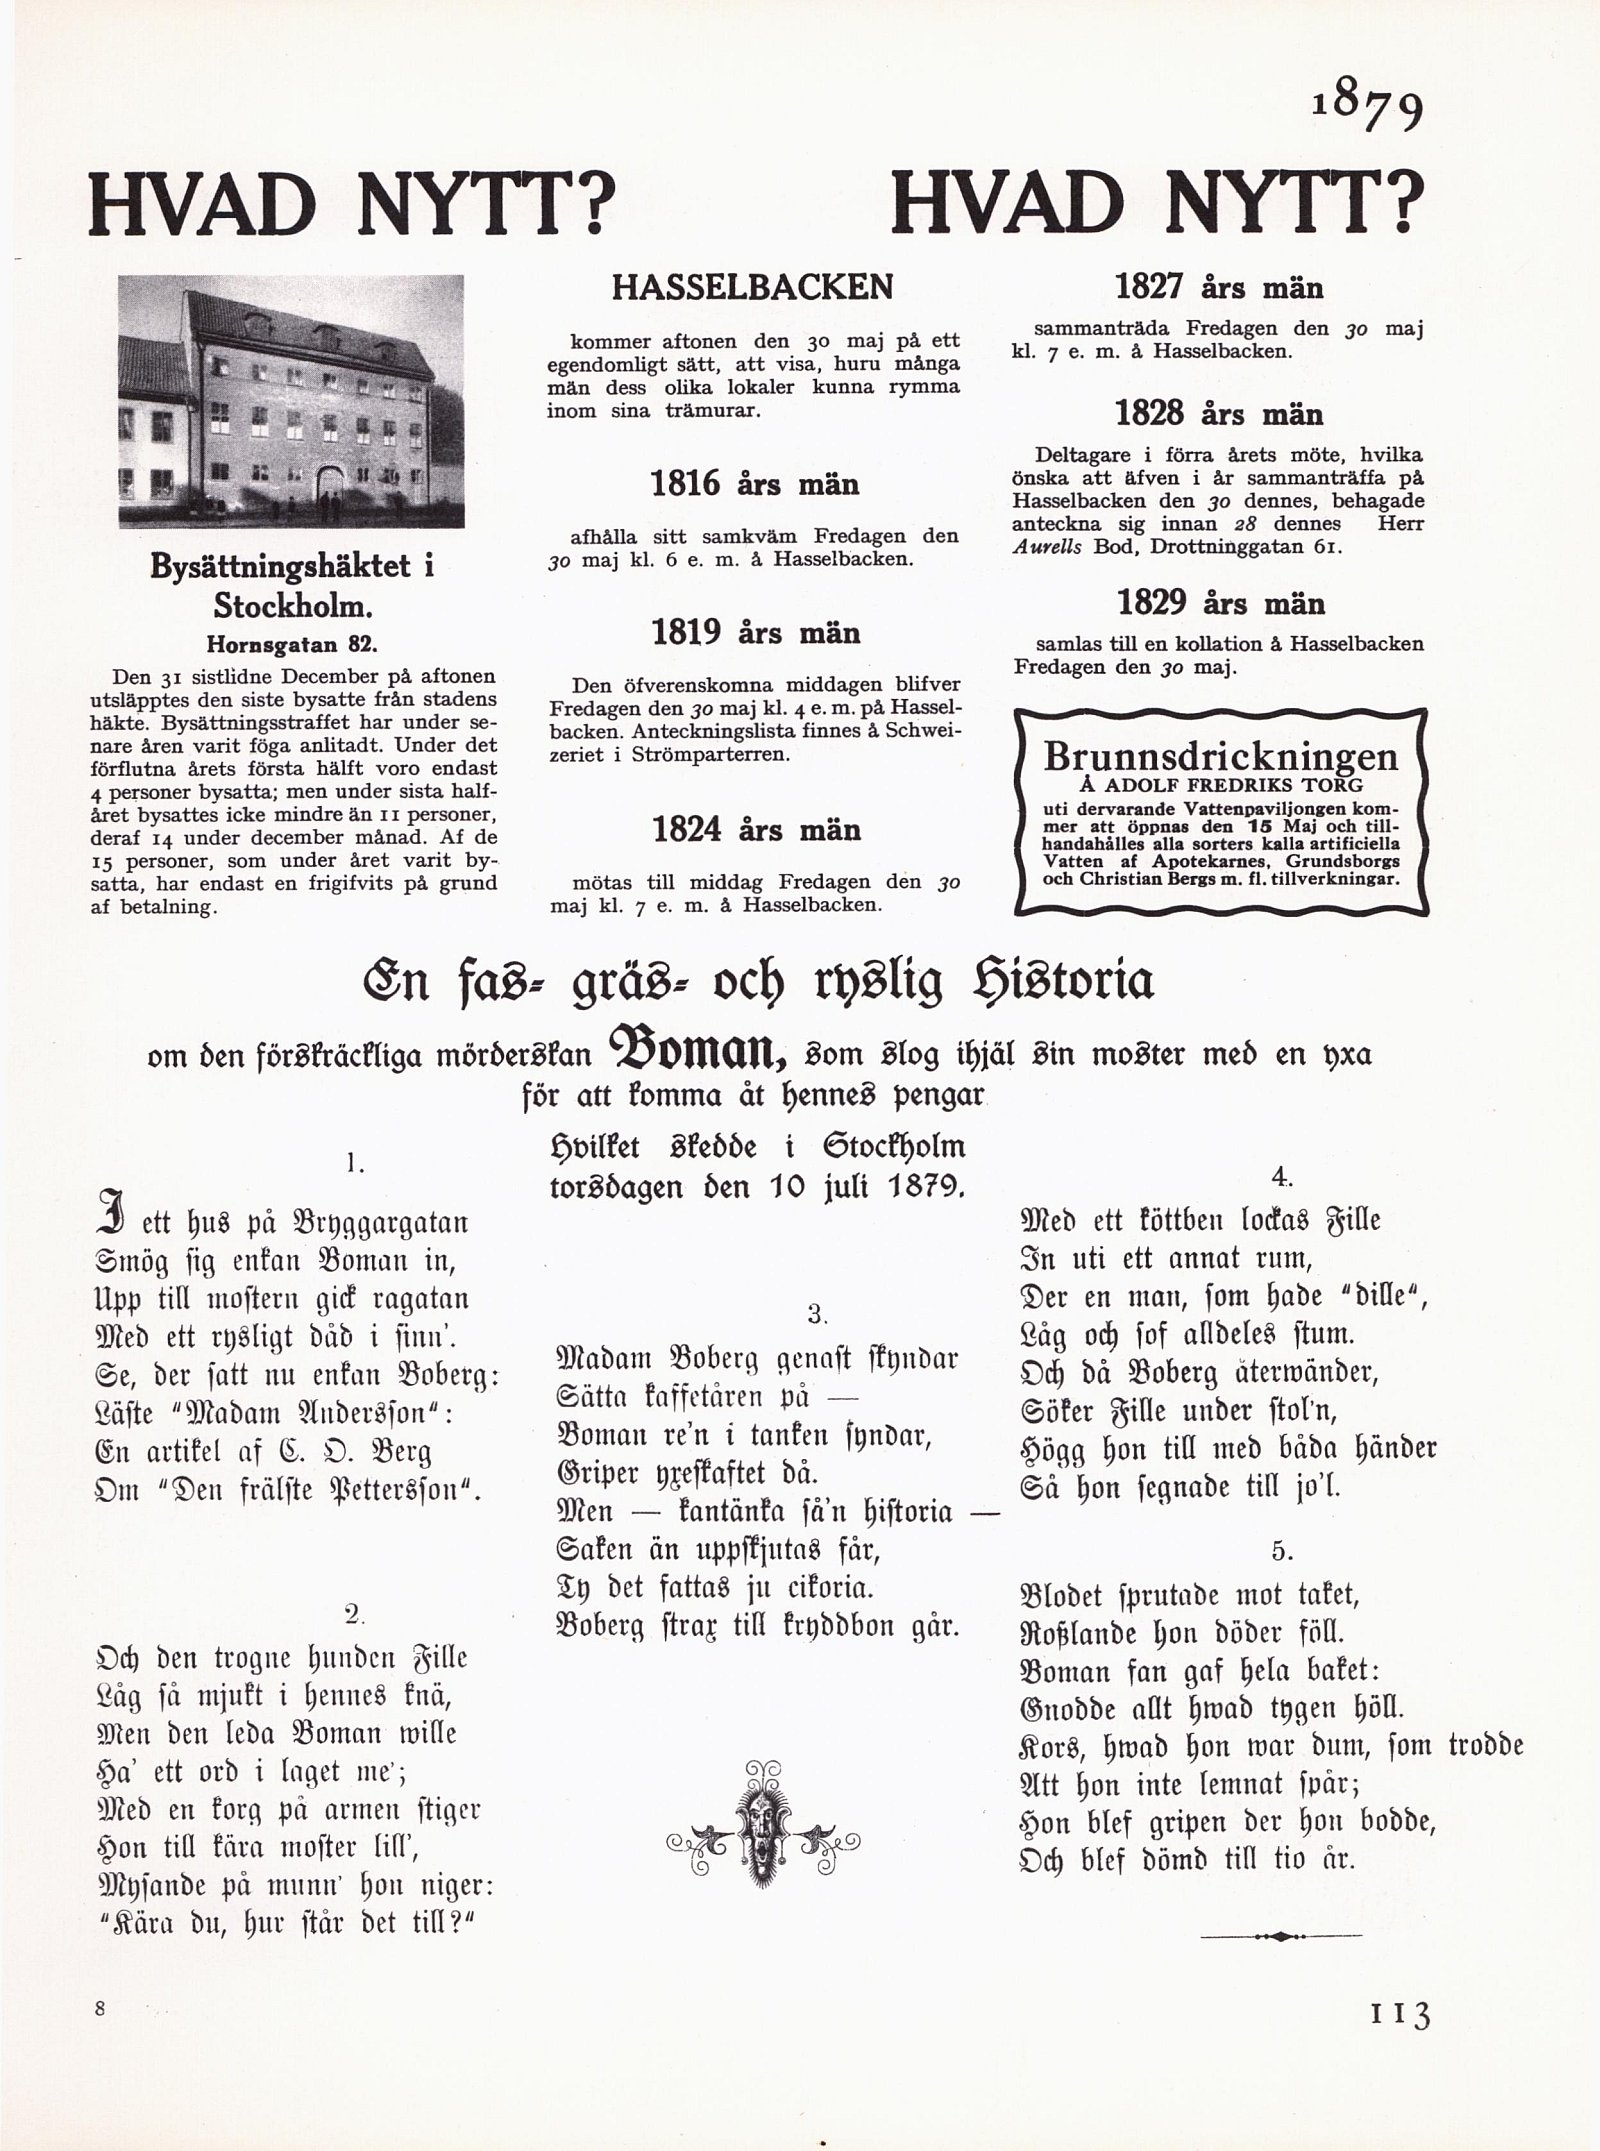 1879
HVAD NYTT? HVAD NYTT?
Bysättningshäktet i
Stockholm.
Hornsgatan 82.
Den 31 sistlidne December på aftonen
utsläpptes den siste bysatte från stadens
häkte. Bysättningsstraffet har under se-
nare åren varit föga anlitadt. Under det
förflutna årets första hälft voro endast
4 personer bysatta; men under sista half-
året bysattes icke mindre än 11 personer,
deraf 14 under december månad. Af de
15 personer, som under året varit by-
satta, har endast en frigifvits på grund
af betalning.
HASSELBACKEN
kommer aftonen den 30 maj på ett
egendomligt sätt, att visa, huru många
män dess olika lokaler kunna rymma
inom sina trämurar.
1816 års män
afhålla sitt samkväm Fredagen den
30 maj kl. 6 e. m. å Hasselbacken.
1819 års män
Den öfverenskomna middagen blifver
Fredagen den 30 maj kl. 4 e. m. på Hassel-
backen. Anteckningslista finnes å Schwei-
zeriet i Strömparterren.
1824 års män
mötas till middag Fredagen den 30
maj kl. 7 e. m. å Hasselbacken.
1827 års män
sammanträda Fredagen den 30 maj
kl. 7 e. m. å Hasselbacken.
1828 års män
Deltagare i förra årets möte, hvilka
önska att äfven i år sammanträffa på
Hasselbacken den 30 dennes, behagade
anteckna sig innan 28 dennes Herr
Aurells Bod, Drottninggatan 61.
1829 års män
samlas till en kollation å Hasselbacken
Fredagen den 30 maj.
Brunnsdrickningen
Å ADOLF FREDRIKS TORG
uti dervarande Vattenpaviljongen kom-
mer att öppnas den 15 Maj och till-
handahålles alla sorters kalla artificiella
Vatten af Apotekarnes, Grundsborgs
och Christian Bergs m. fl. tillverkningar.
En fas- gräs- och ryslig Historia
om den förskräckliga mörderskan Boman, som slog ihjäl sin moster med en yxa
för att komma åt hennes pengar
Hvilket skedde i Stockholm
torsdagen den 10 juli 1879.
1.
I ett hus på Bryggargatan
Smög sig enkan Boman in,
Upp till mostern gick ragatan
Med ett rysligt dåd i sinn'.
Se, der satt nu enkan Boberg:
Läste "Madam Andersson":
En artikel af C. O. Berg
Om "Den frälste Pettersson".
2.
Och den trogne hunden Fille
Låg så mjukt i hennes knä,
Men den leda Boman wille
Ha' ett ord i laget me';
Med en korg på armen stiger
Hon till kära moster lill',
Mysande på munn' hon niger:
"Kära du, hur står det till?"
3.
Madam Boberg genast skyndar
Sätta kaffetåren på —
Boman re'n i tanken syndar,
Griper yxeskaftet då.
Men — kantänka så'n historia —
Saken än uppskjutas får,
Ty det fattas ju cikoria.
Boberg strax till kryddbon går.
4.
Med ett köttben lockas Fille
In uti ett annat rum,
Der en man, som hade "dille",
Låg och sof alldeles stum.
Och då Boberg återwänder,
Söker Fille under stol'n,
Högg hon till med båda händer
Så hon segnade till jo'l.
5.
Blodet sprutade mot taket,
Roßlande hon döder föll.
Boman fan gaf hela baket:
Gnodde allt hwad tygen höll.
Kors, hwad hon war dum, som trodde
Att hon inte lemnat spår;
Hon blef gripen der hon bodde,
Och blef dömd till tio år.
8
113